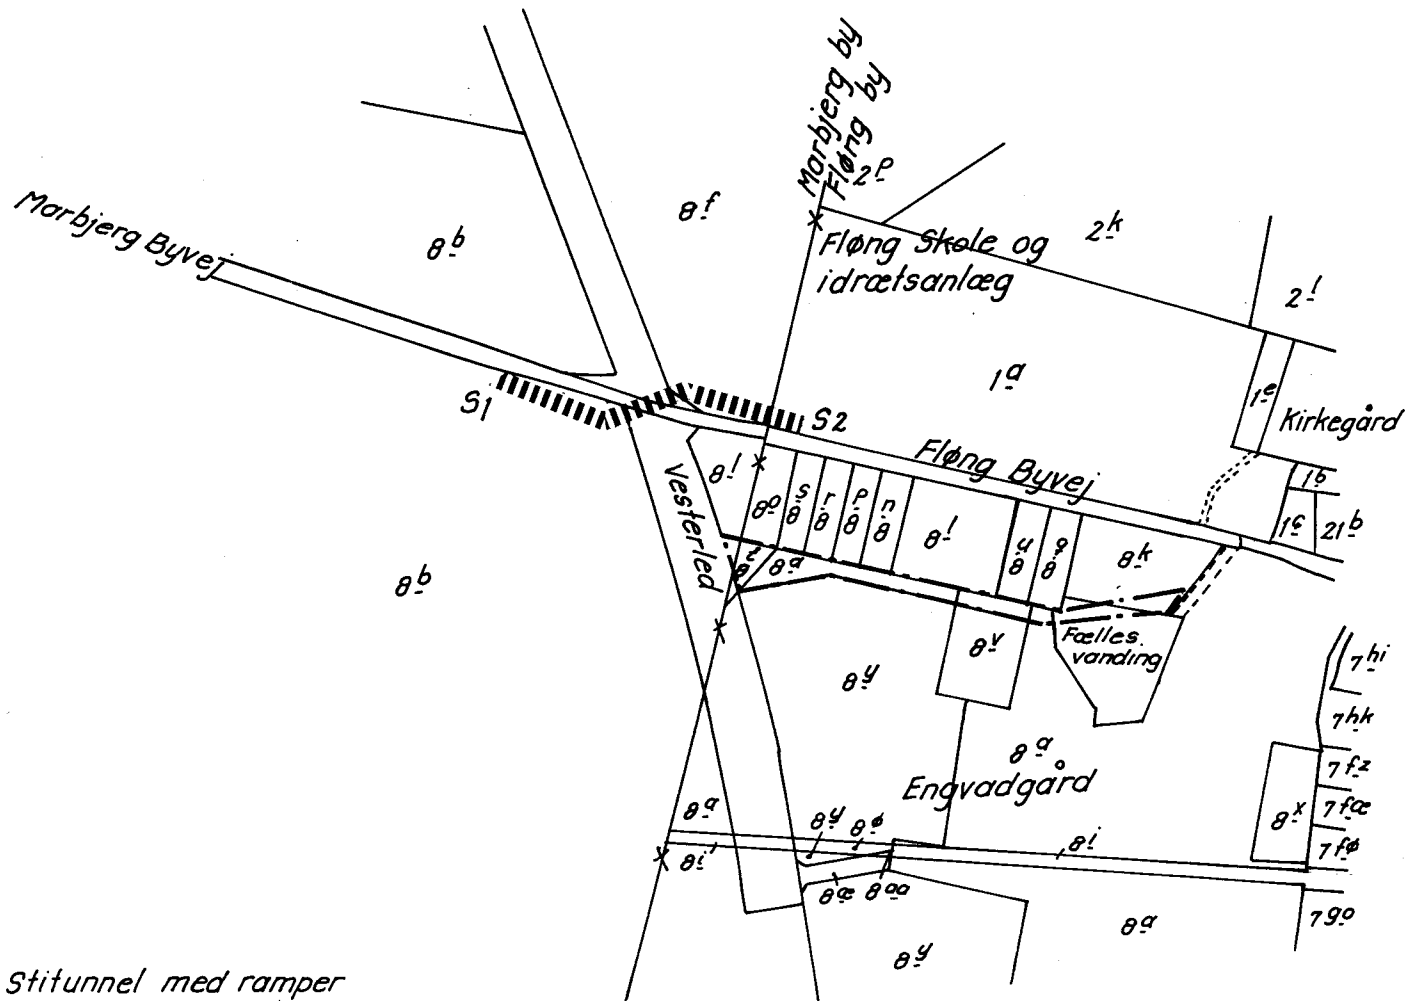 Marbjerg by
Fløng by
2p
8f
Marbjerg Byvej
8b
2k
Fløng Skole og
idrætsanlæg
2l
1a
1e
Kirkegård
S1
S2
Fløng Byvej
8l
8o
8s
8r
8p
8n
8l
8u
8q
8k
1b
1c
21b
Vesterled
8z
8a
8b
Fælles.
vanding
8v
8y
7hi
7hk
8a
Engvadgård
7fz
8x
7fæ
7fø
8a
8y
8ø
8i
8i
8æ
8aa
8y
8a
7go
Stitunnel med ramper